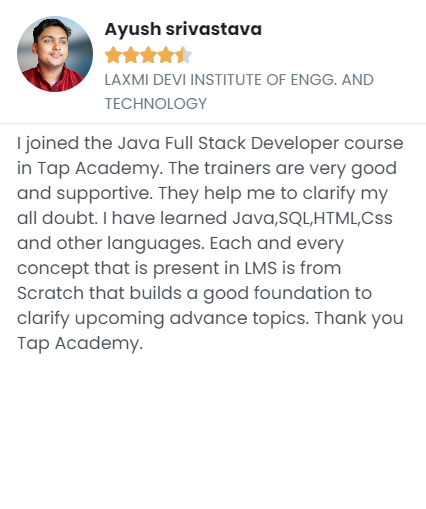 Ayush srivastava
LAXMI DEVI INSTITUTE OF ENGG. AND
TECHNOLOGY
I joined the Java Full Stack Developer course
in Tap Academy. The trainers are very good
and supportive. They help me to clarify my
all doubt. I have learned Java,SQL,HTML,Css
and other languages. Each and every
concept that is present in LMS is from
Scratch that builds a good foundation to
clarify upcoming advance topics. Thank you
Tap Academy.